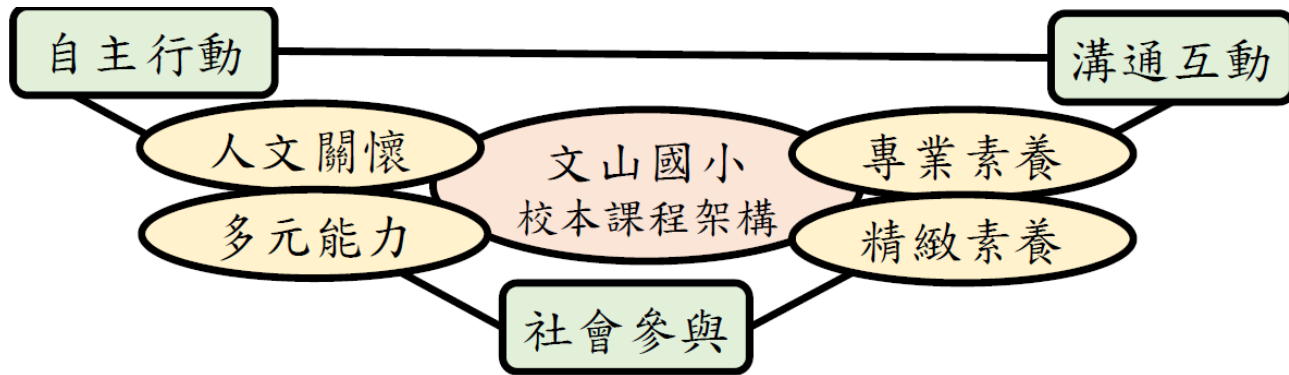 自主行動
溝通互動
人文關懷
文山國小
專業素養
校本課程架構
多元能力
精緻素養
社會參與